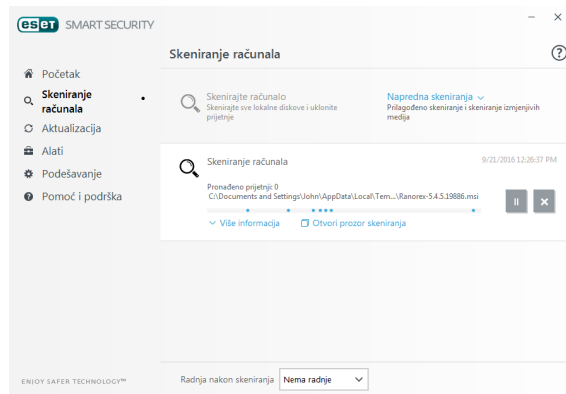 eset SMART SECURITY
Početak
Skeniranje
računala
Aktualizacija
Alati
Podešavanje
Pomoć i podrška
ENJOY SAFER TECHNOLOGY™
Skeniranje računala
?
Skenirajte računalo
Skenirajte sve lokalne diskove i uklonite
prijetnje
Napredna skeniranja
Prilagođeno skeniranje i skeniranje izmjenjivih
medija
Skeniranje računala
9/21/2016 12:26:37 PM
Pronađeno prijetnji: 0
C:\Documents and Settings\John\AppData\Local\Tem...\Ranorex-5.4.5.19886.msi
Više informacija
Otvori prozor skeniranja
Radnja nakon skeniranja
Nema radnje